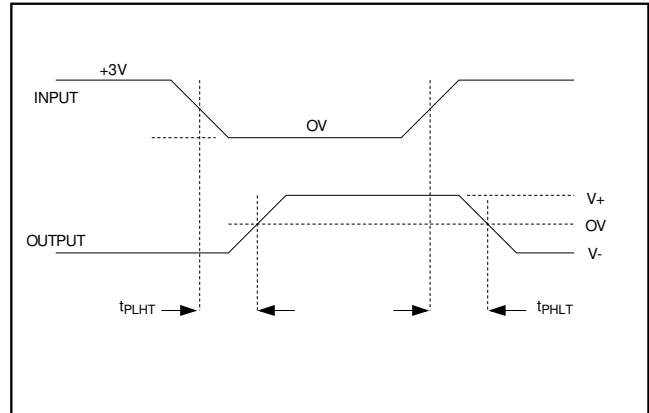 +3V
INPUT
OV
V+
OV
OUTPUT
V-
tPLHT
tPHLT